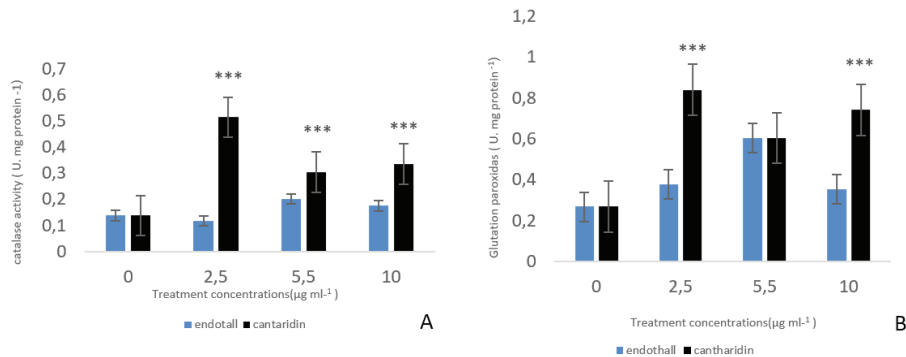 catalase activity ( U. mg protein -1)
0,7
0,6
0,5
0,4
0,3
0,2
0,1
0
***
***
***
0 2,5 5,5 10
Treatment concentrations(µg ml-1 )
endotall cantaridin
A
Glutation paroxidas ( U. mg protein -1)
1,2
1
0,8
0,6
0,4
0,2
0
***
***
0 2,5 5,5 10
Treatment concentrations(µg ml-1 )
endothall cantharidin
B